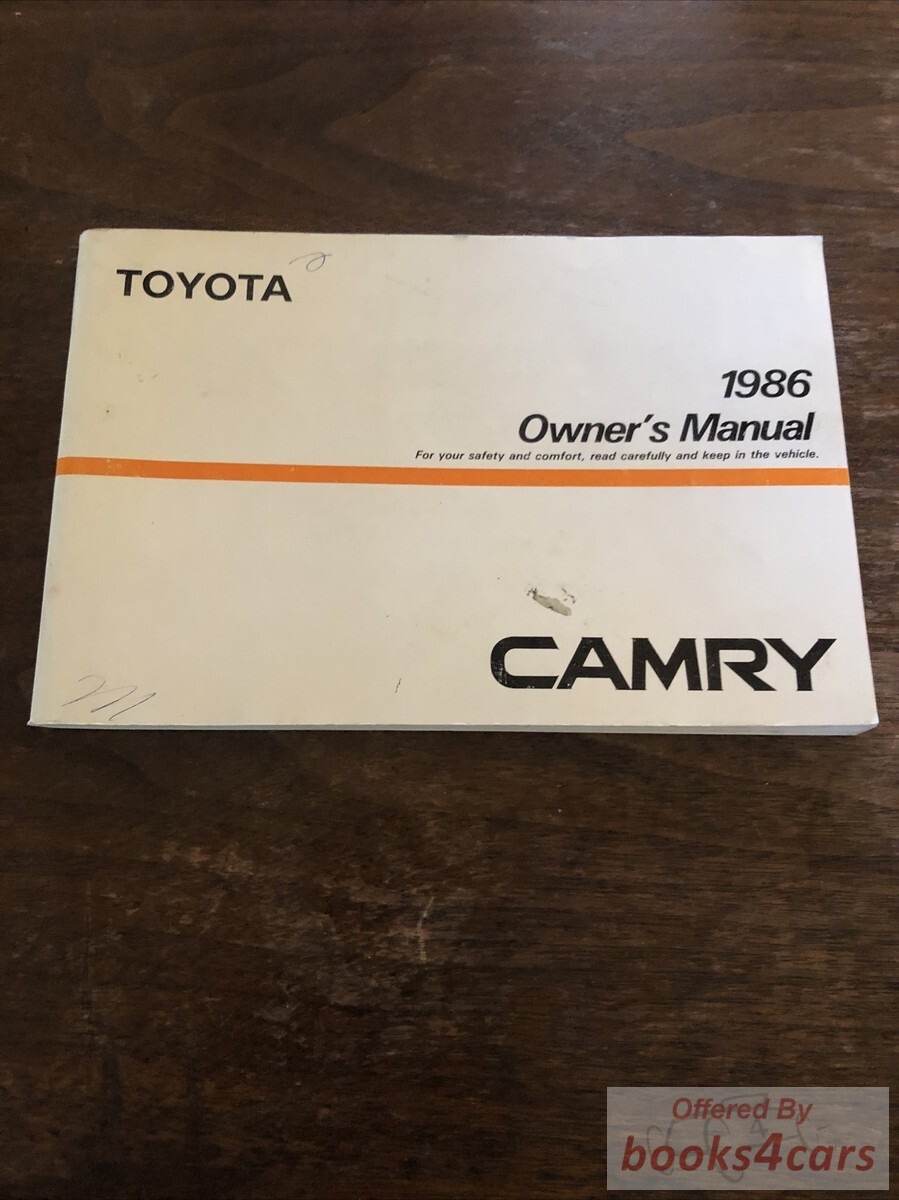 TOYOTA
1986
Owner's Manual
For your safety and comfort, read carefully and keep in the vehicle.
CAMRY
Offered By
books4cars